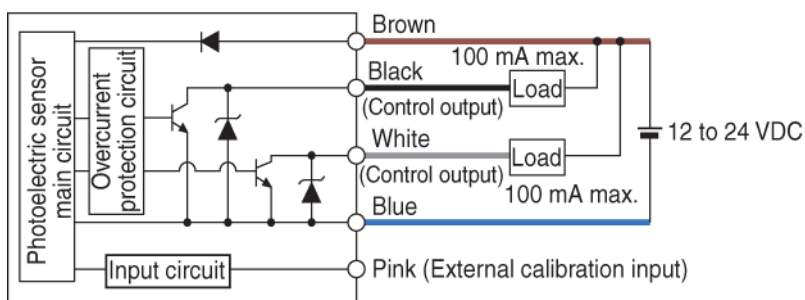 Brown
100 mA max.
Black
Load
(Control output)
White
Load
(Control output)
100 mA max.
Blue
Pink (External calibration input)
12 to 24 VDC
Photoelectric sensor
main circuit
Overcurrent
protection circuit
Input circuit